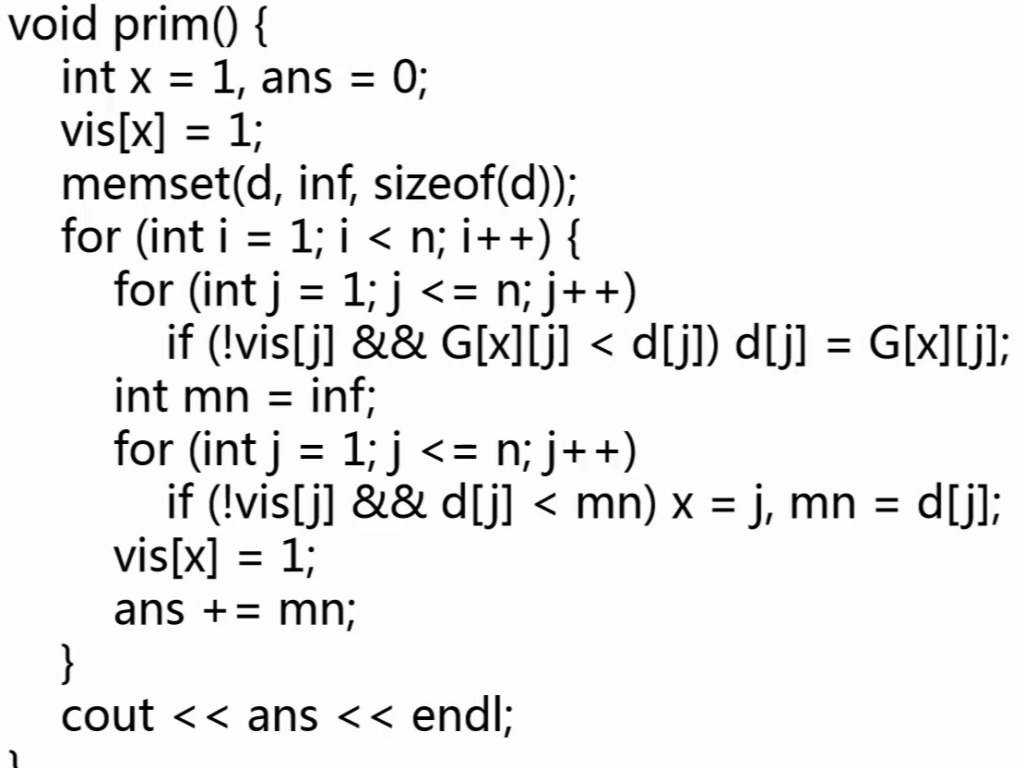 void prim() {
int x = 1, ans = 0;
vis[x] = 1;
memset(d, inf, sizeof(d));
for (int i = 1; i < n; i++) {
for (int j = 1; j <= n; j++)
if (!vis[j] && G[x][j] < d[j]) d[j] = G[x][j];
int mn = inf;
for (int j = 1; j <= n; j++)
if (!vis[j] && d[j] < mn) x = j, mn = d[j];
vis[x] = 1;
ans += mn;
}
cout << ans << endl;
}